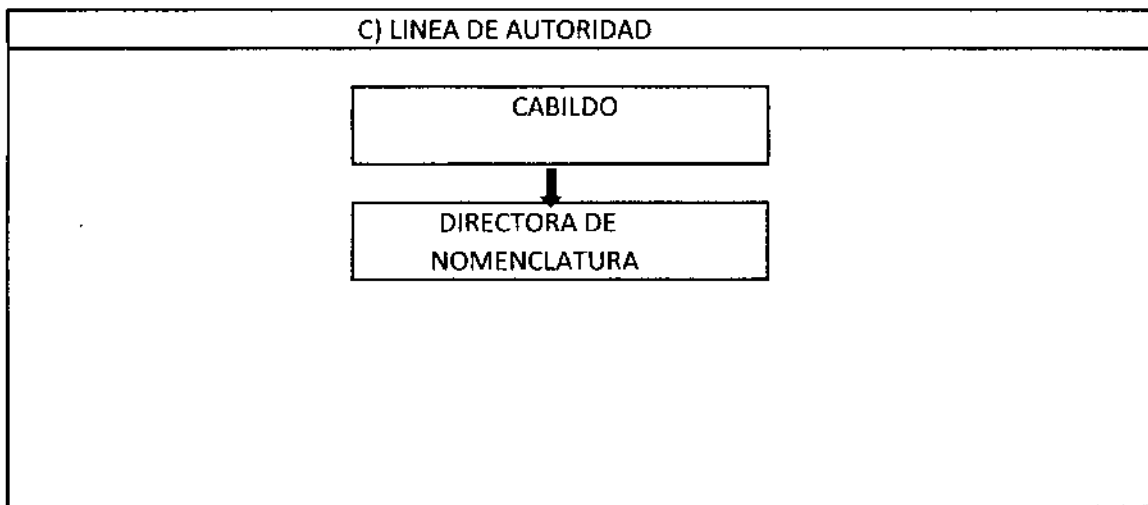 C) LINEA DE AUTORIDAD
CABILDO
DIRECTORA DE
NOMENCLATURA